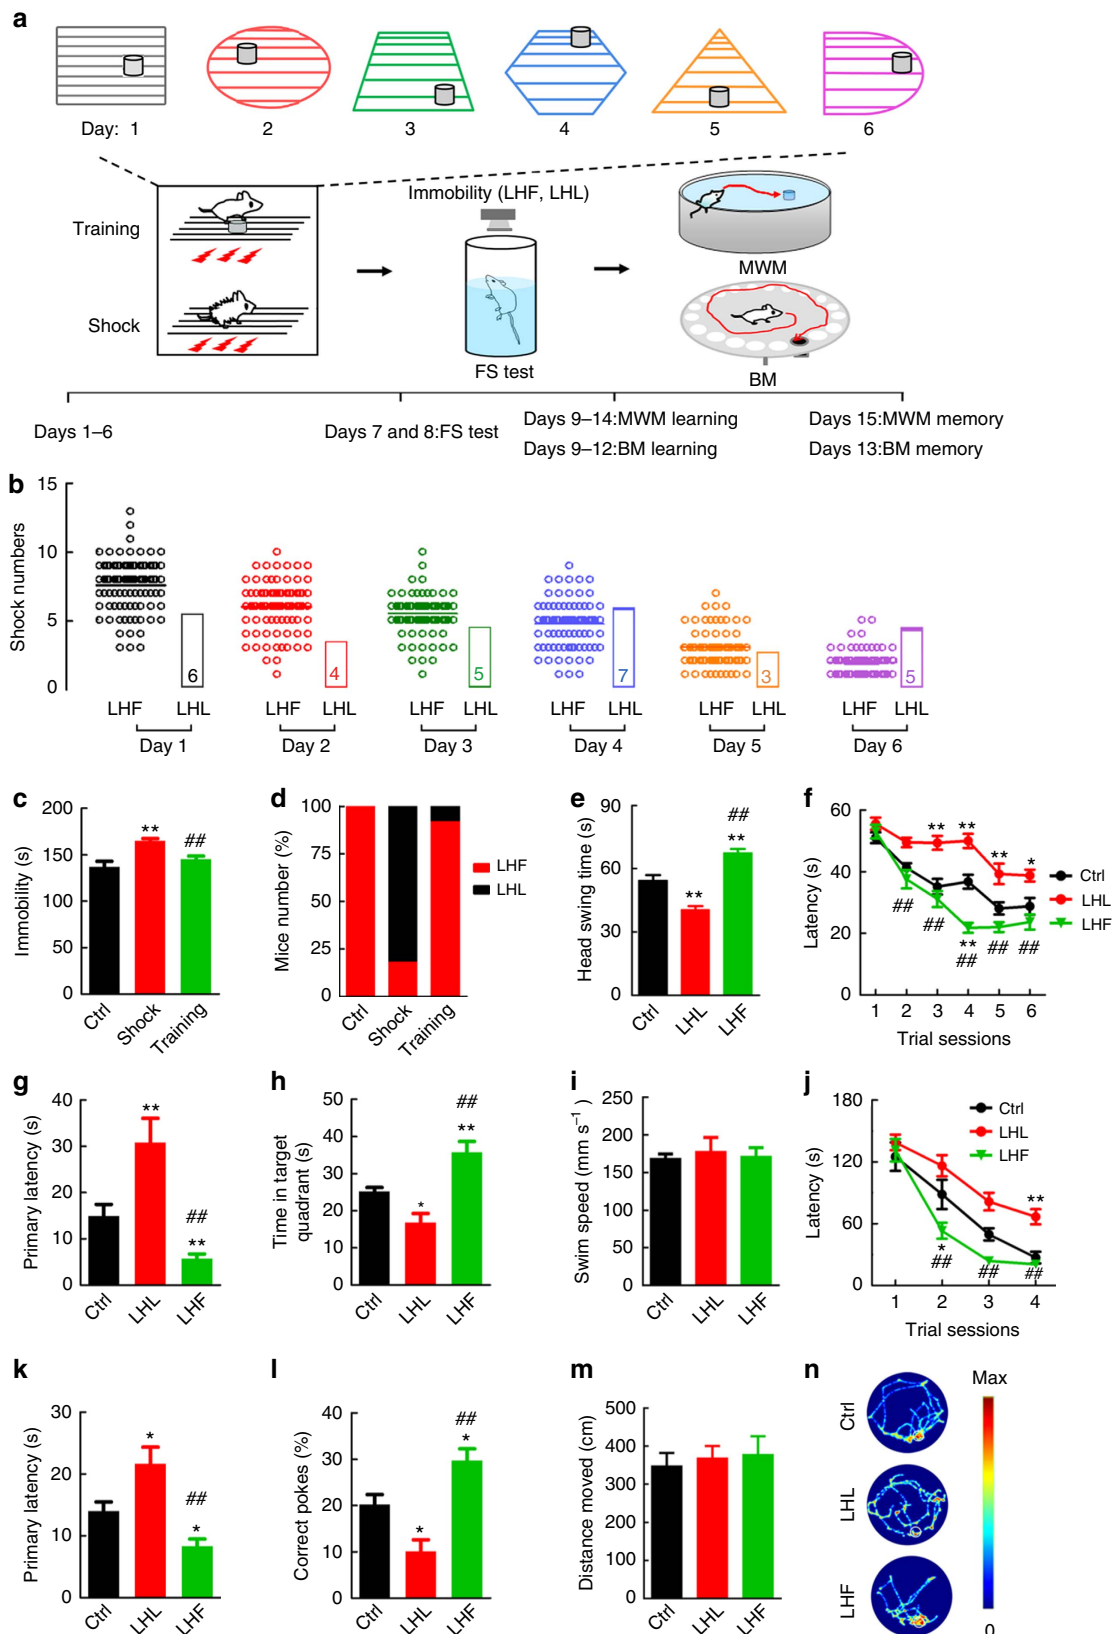 a
Day: 1 2 3 4 5 6
Immobility (LHF, LHL)
Training
Shock
FS test
MWM
BM
Days 1–6
Days 7 and 8:FS test
Days 9–14:MWM learning
Days 9–12:BM learning
Days 15:MWM memory
Days 13:BM memory
b
Shock numbers
15
10
5
0
6 4 5 7 3 5
LHF LHL LHF LHL LHF LHL LHF LHL LHF LHL LHF LHL
Day 1 Day 2 Day 3 Day 4 Day 5 Day 6
c
Immobility (s)
200
150
100
50
0
**
##
Ctrl
Shock
Training
d
Mice number (%)
100
75
50
25
0
LHF
LHL
Ctrl
Shock
Training
e
Head swing time (s)
90
60
30
0
**
##
**
Ctrl
LHL
LHF
f
Latency (s)
60
40
20
0
** ** ** *
## ## ** ## ## ##
Ctrl
LHL
LHF
1 2 3 4 5 6
Trial sessions
g
Primary latency (s)
40
30
20
10
0
**
##
**
Ctrl
LHL
LHF
h
Time in target
quadrant (s)
50
40
30
20
10
0
*
##
**
Ctrl
LHL
LHF
i
Swim speed (mm s⁻¹ )
250
200
150
100
50
0
Ctrl
LHL
LHF
j
Latency (s)
180
120
60
0
Ctrl
LHL
LHF
**
*
## ## ##
1 2 3 4
Trial sessions
k
Primary latency (s)
30
20
10
0
*
##
*
Ctrl
LHL
LHF
l
Correct pokes (%)
40
30
20
10
0
*
##
*
Ctrl
LHL
LHF
m
Distance moved (cm)
500
400
300
200
100
0
Ctrl
LHL
LHF
n
Ctrl
LHL
LHF
Max
0